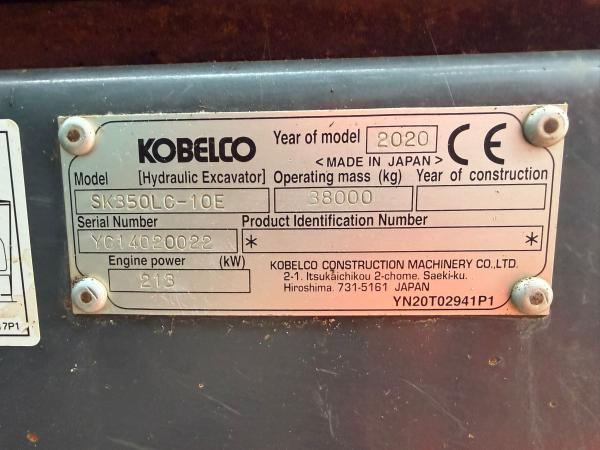 KOBELCO
Year of model 2020
CE
<MADE IN JAPAN>
Model [Hydraulic Excavator] Operating mass (kg) Year of construction
SK350LC-10E 38000
Serial Number Product Identification Number
YC14020022 * *
Engine power (kW)
213
KOBELCO CONSTRUCTION MACHINERY CO.,LTD.
2-1. Itsukaichikou 2-chome. Saeki-ku.
Hiroshima. 731-5161 JAPAN
YN20T02941P1
7P1